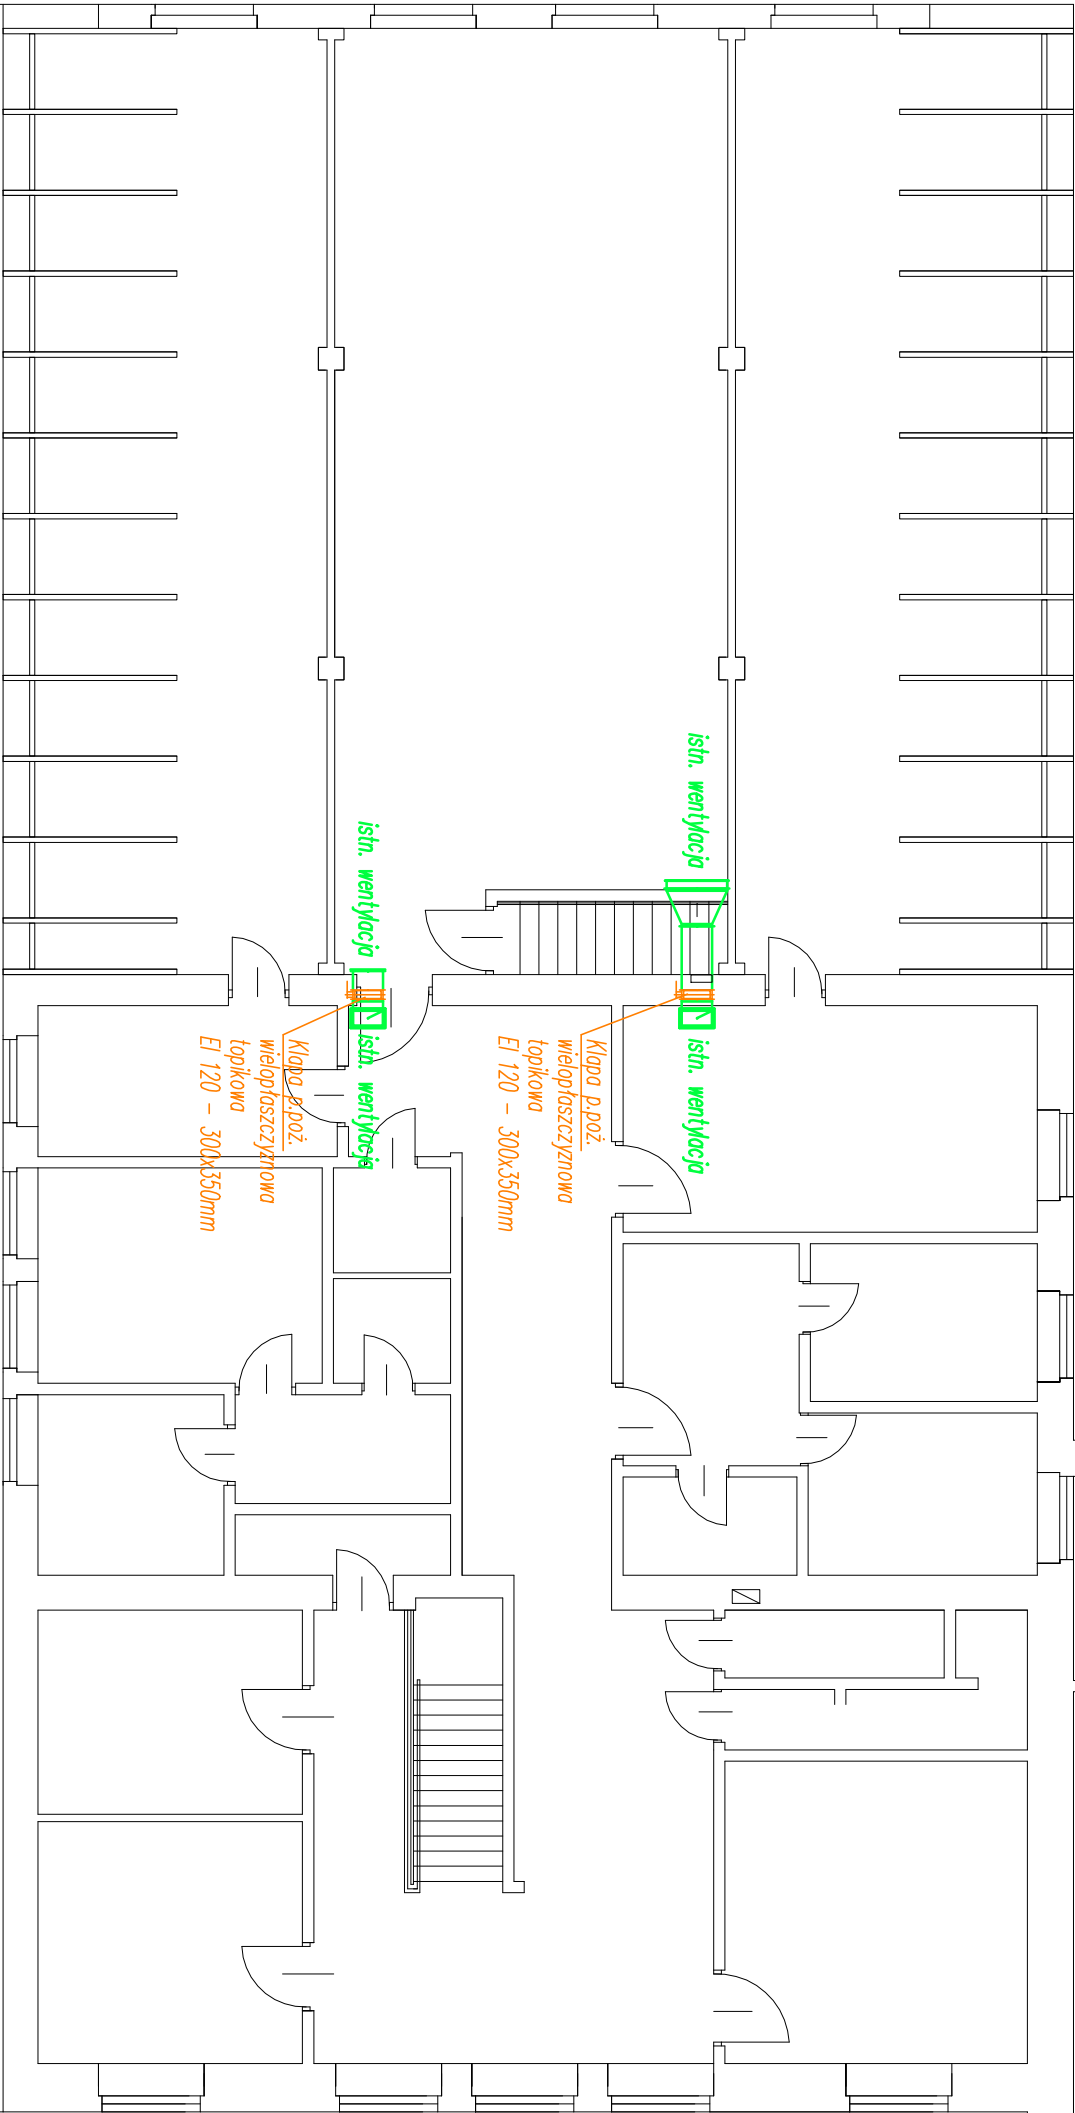 istn. wentylacja
istn. wentylacja
Klapa p.poż.
wielopłaszczyznowa
topikowa
EI 120 - 300x350mm
istn. wentylacja
istn. wentylacja
Klapa p.poż.
wielopłaszczyznowa
topikowa
EI 120 - 300x350mm